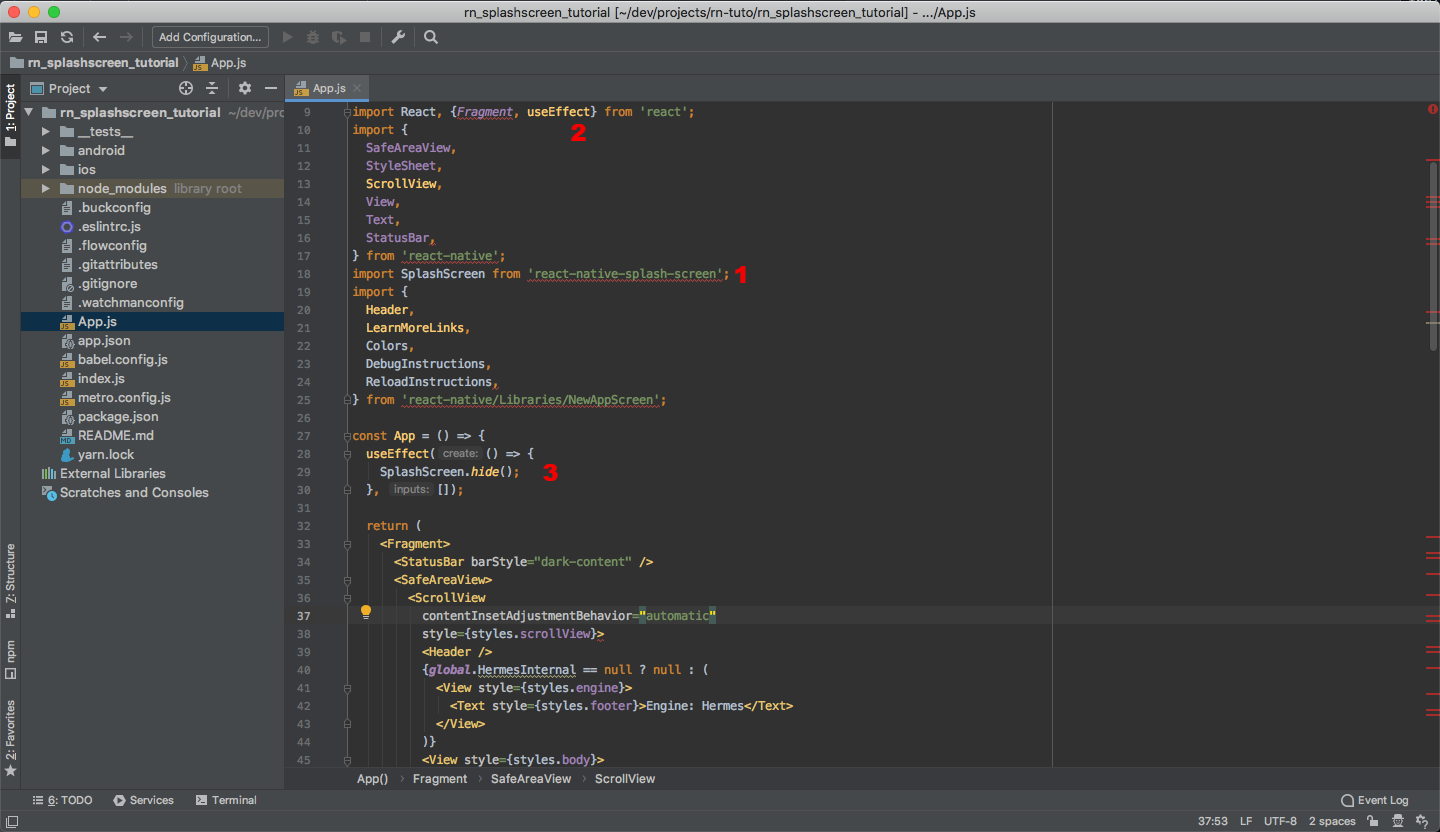 rn_splashscreen_tutorial [~/dev/projects/rn-tuto/rn_splashscreen_tutorial] - .../App.js
Add Configuration...
rn_splashscreen_tutorial App.js
1: Project
Z: Structure
npm
2: Favorites
Project
rn_splashscreen_tutorial ~/dev/pro
__tests__
android
ios
node_modules library root
.buckconfig
.eslintrc.js
.flowconfig
.gitattributes
.gitignore
.watchmanconfig
App.js
app.json
babel.config.js
index.js
metro.config.js
package.json
README.md
yarn.lock
External Libraries
Scratches and Consoles
App.js
9 import React, {Fragment, useEffect} from 'react';
10 import { 2
11 SafeAreaView,
12 StyleSheet,
13 ScrollView,
14 View,
15 Text,
16 StatusBar,
17 } from 'react-native';
18 import SplashScreen from 'react-native-splash-screen'; 1
19 import {
20 Header,
21 LearnMoreLinks,
22 Colors,
23 DebugInstructions,
24 ReloadInstructions,
25 } from 'react-native/Libraries/NewAppScreen';
26
27 const App = () => {
28 useEffect( create: () => {
29 SplashScreen.hide(); 3
30 }, inputs: []);
31
32 return (
33 <Fragment>
34 <StatusBar barStyle="dark-content" />
35 <SafeAreaView>
36 <ScrollView
37 contentInsetAdjustmentBehavior="automatic"
38 style={styles.scrollView}>
39 <Header />
40 {global.HermesInternal == null ? null : (
41 <View style={styles.engine}>
42 <Text style={styles.footer}>Engine: Hermes</Text>
43 </View>
44 )}
45 <View style={styles.body}>
App() Fragment SafeAreaView ScrollView
6: TODO Services Terminal Event Log
37:53 LF UTF-8 2 spaces